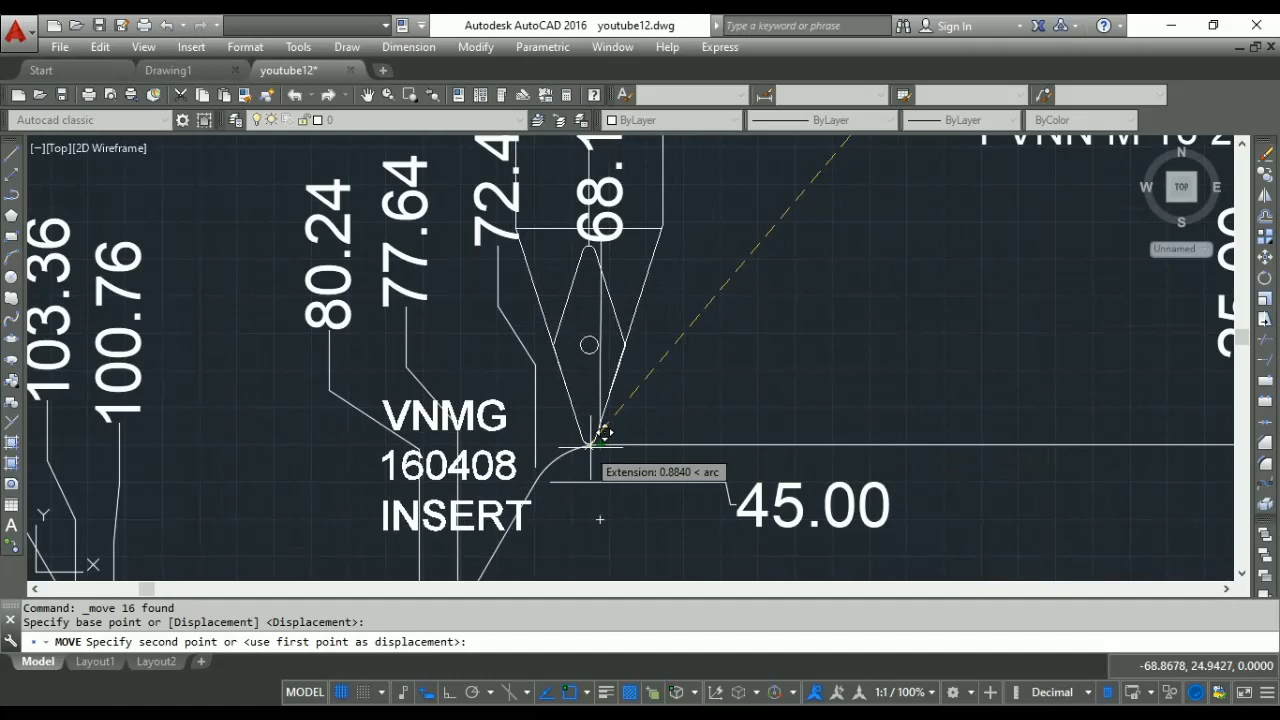 Autodesk AutoCAD 2016 youtube12.dwg
Type a keyword or phrase
Sign In
File Edit View Insert Format Tools Draw Dimension Modify Parametric Window Help Express
Start Drawing1 youtube12*
Autocad classic
0
ByLayer
ByLayer
ByLayer
ByColor
[−][Top][2D Wireframe]
N
W TOP E
S
Unnamed
103.36
100.76
80.24
77.64
72.4
68.1
VNMG
160408
INSERT
45.00
Extension: 0.8840 < arc
Y
X
Command: _move 16 found
Specify base point or [Displacement] <Displacement>:
MOVE Specify second point or <use first point as displacement>:
Model Layout1 Layout2
-68.8678, 24.9427, 0.0000
MODEL 1:1 / 100% Decimal